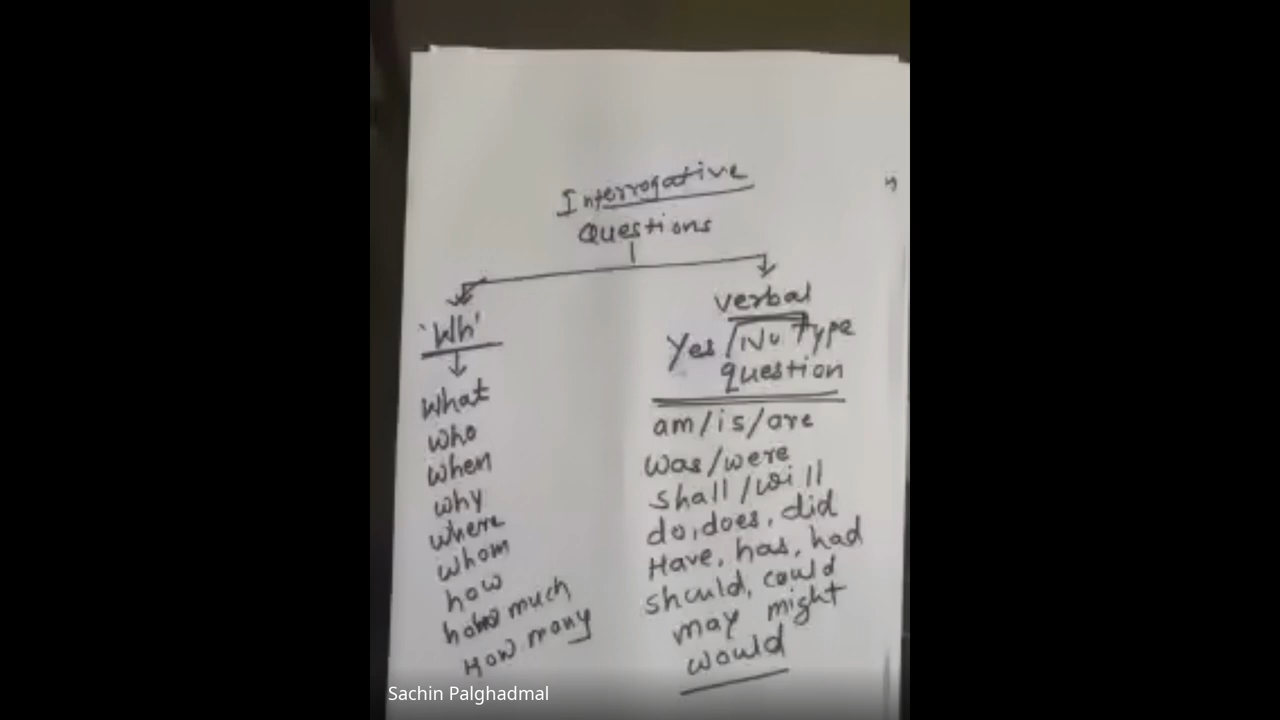 Interrogative
Questions
'Wh'
What
who
when
why
where
whom
how
how much
How many
verbal
Yes/No Type
question
am/is/are
was/were
shall/will
do, does, did
Have, has, had
should, could
may might
would
Sachin Palghadmal